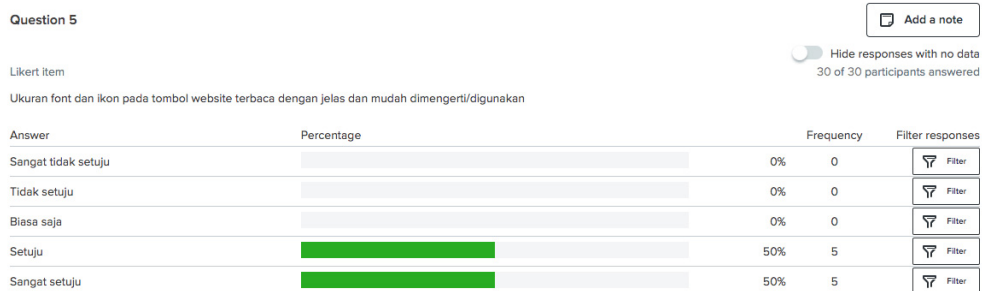 Question 5
Add a note
Hide responses with no data
Likert item
30 of 30 participants answered
Ukuran font dan ikon pada tombol website terbaca dengan jelas dan mudah dimengerti/digunakan
Answer Percentage Frequency Filter responses
Sangat tidak setuju 0% 0 Filter
Tidak setuju 0% 0 Filter
Biasa saja 0% 0 Filter
Setuju 50% 5 Filter
Sangat setuju 50% 5 Filter